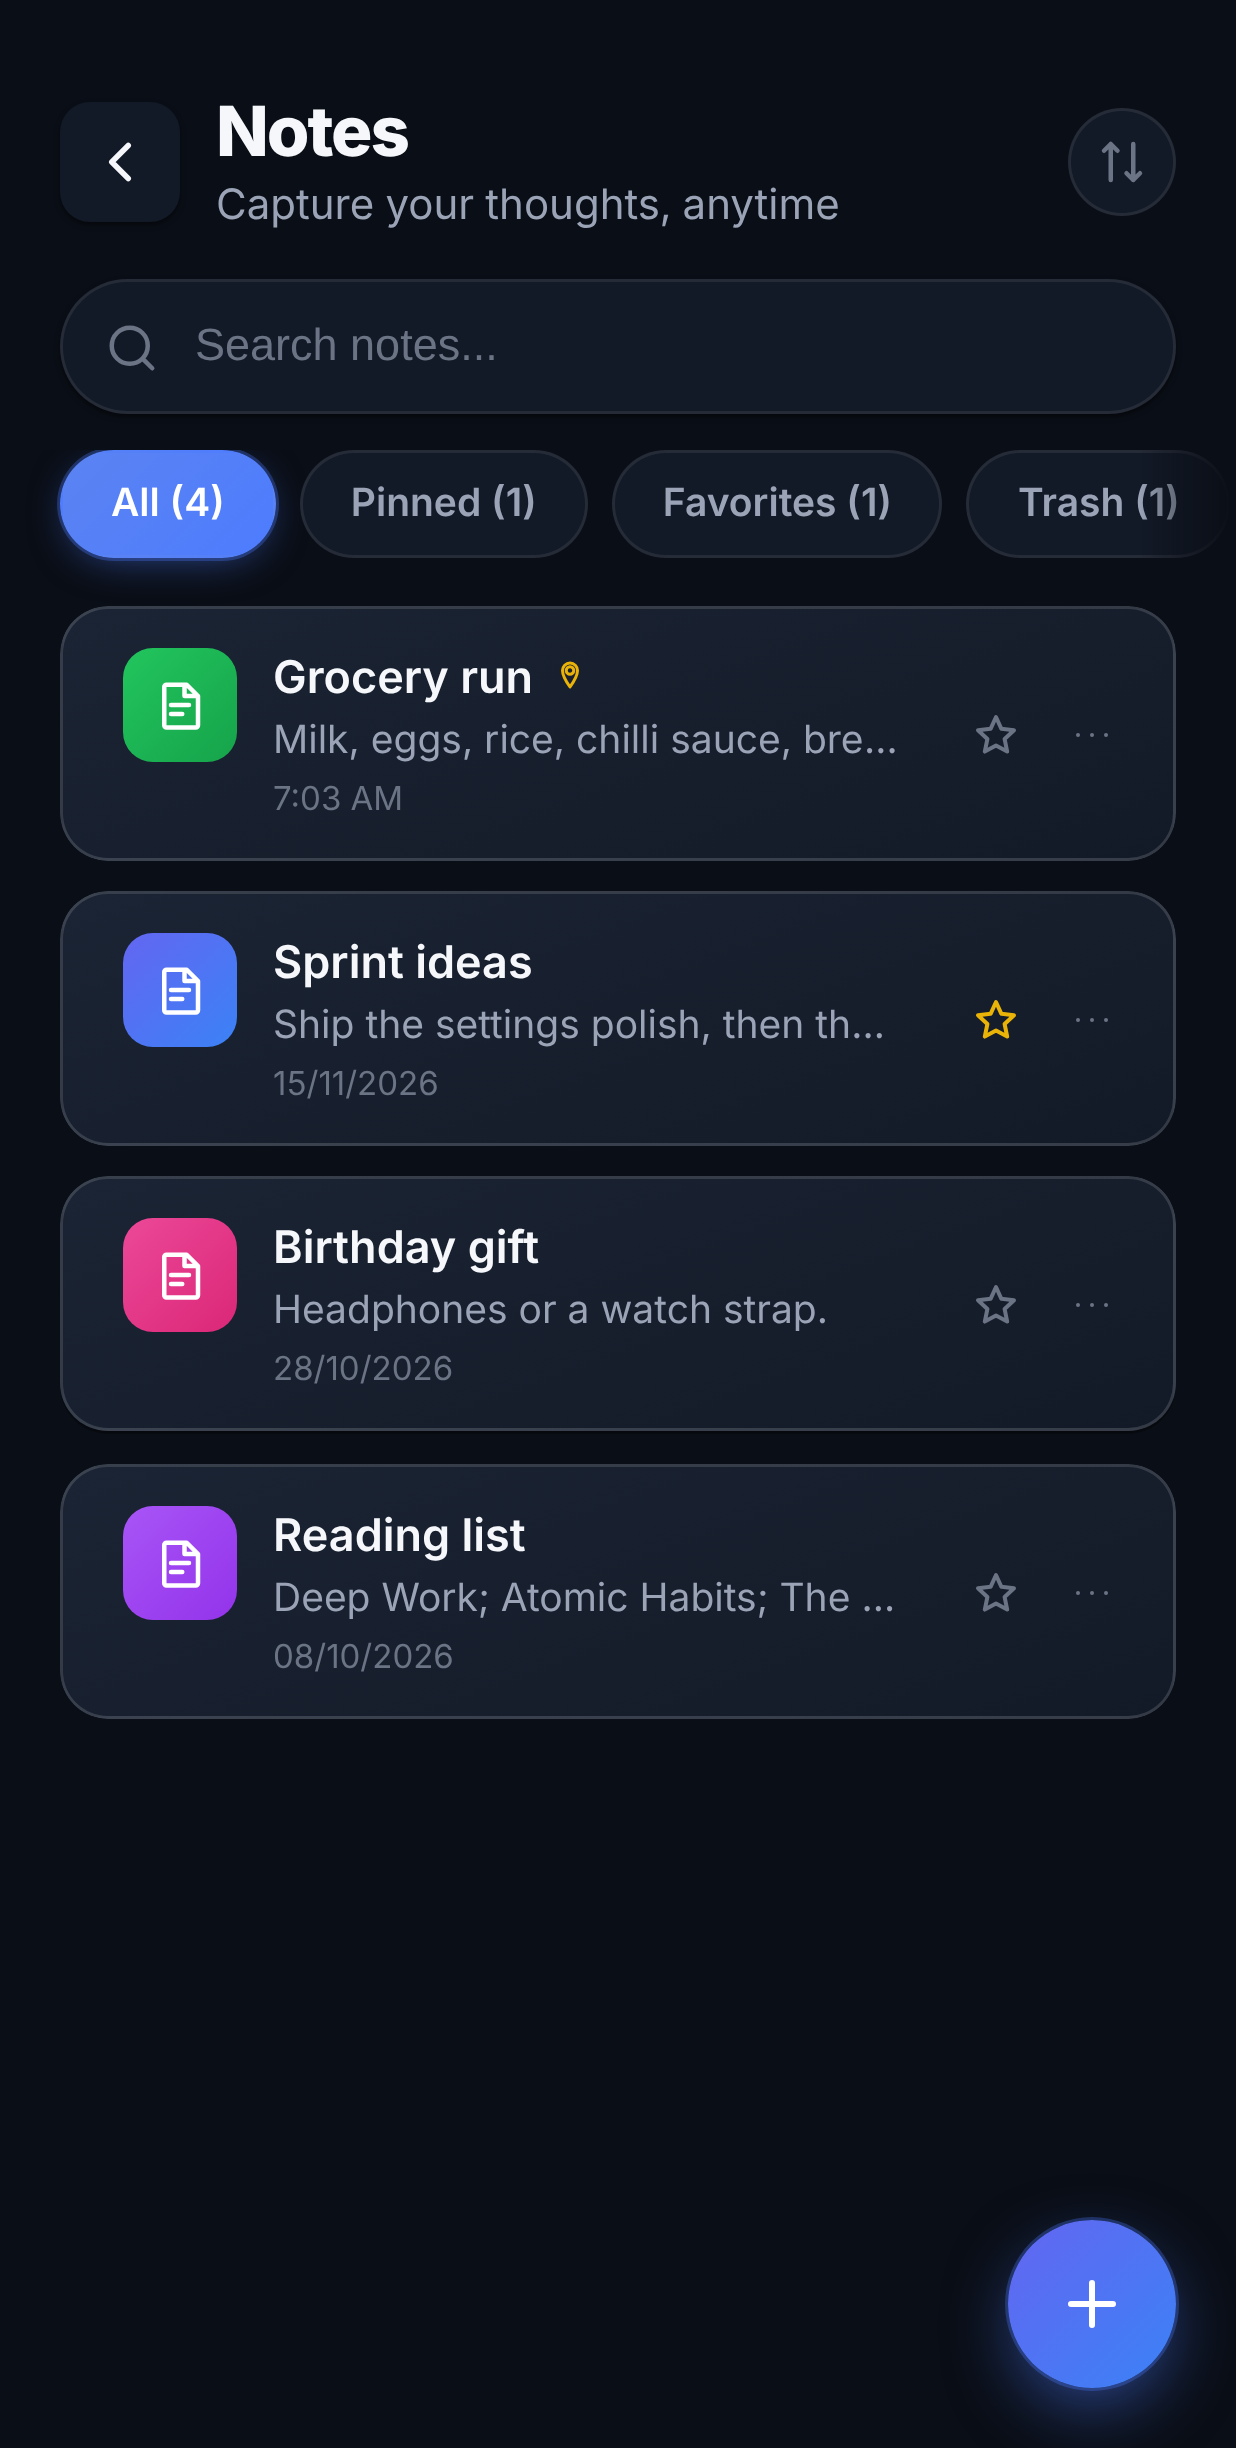 Notes
Capture your thoughts, anytime
Search notes...
All (4)
Pinned (1)
Favorites (1)
Trash (1)
Grocery run
Milk, eggs, rice, chilli sauce, bre...
7:03 AM
Sprint ideas
Ship the settings polish, then th...
15/11/2026
Birthday gift
Headphones or a watch strap.
28/10/2026
Reading list
Deep Work; Atomic Habits; The ...
08/10/2026